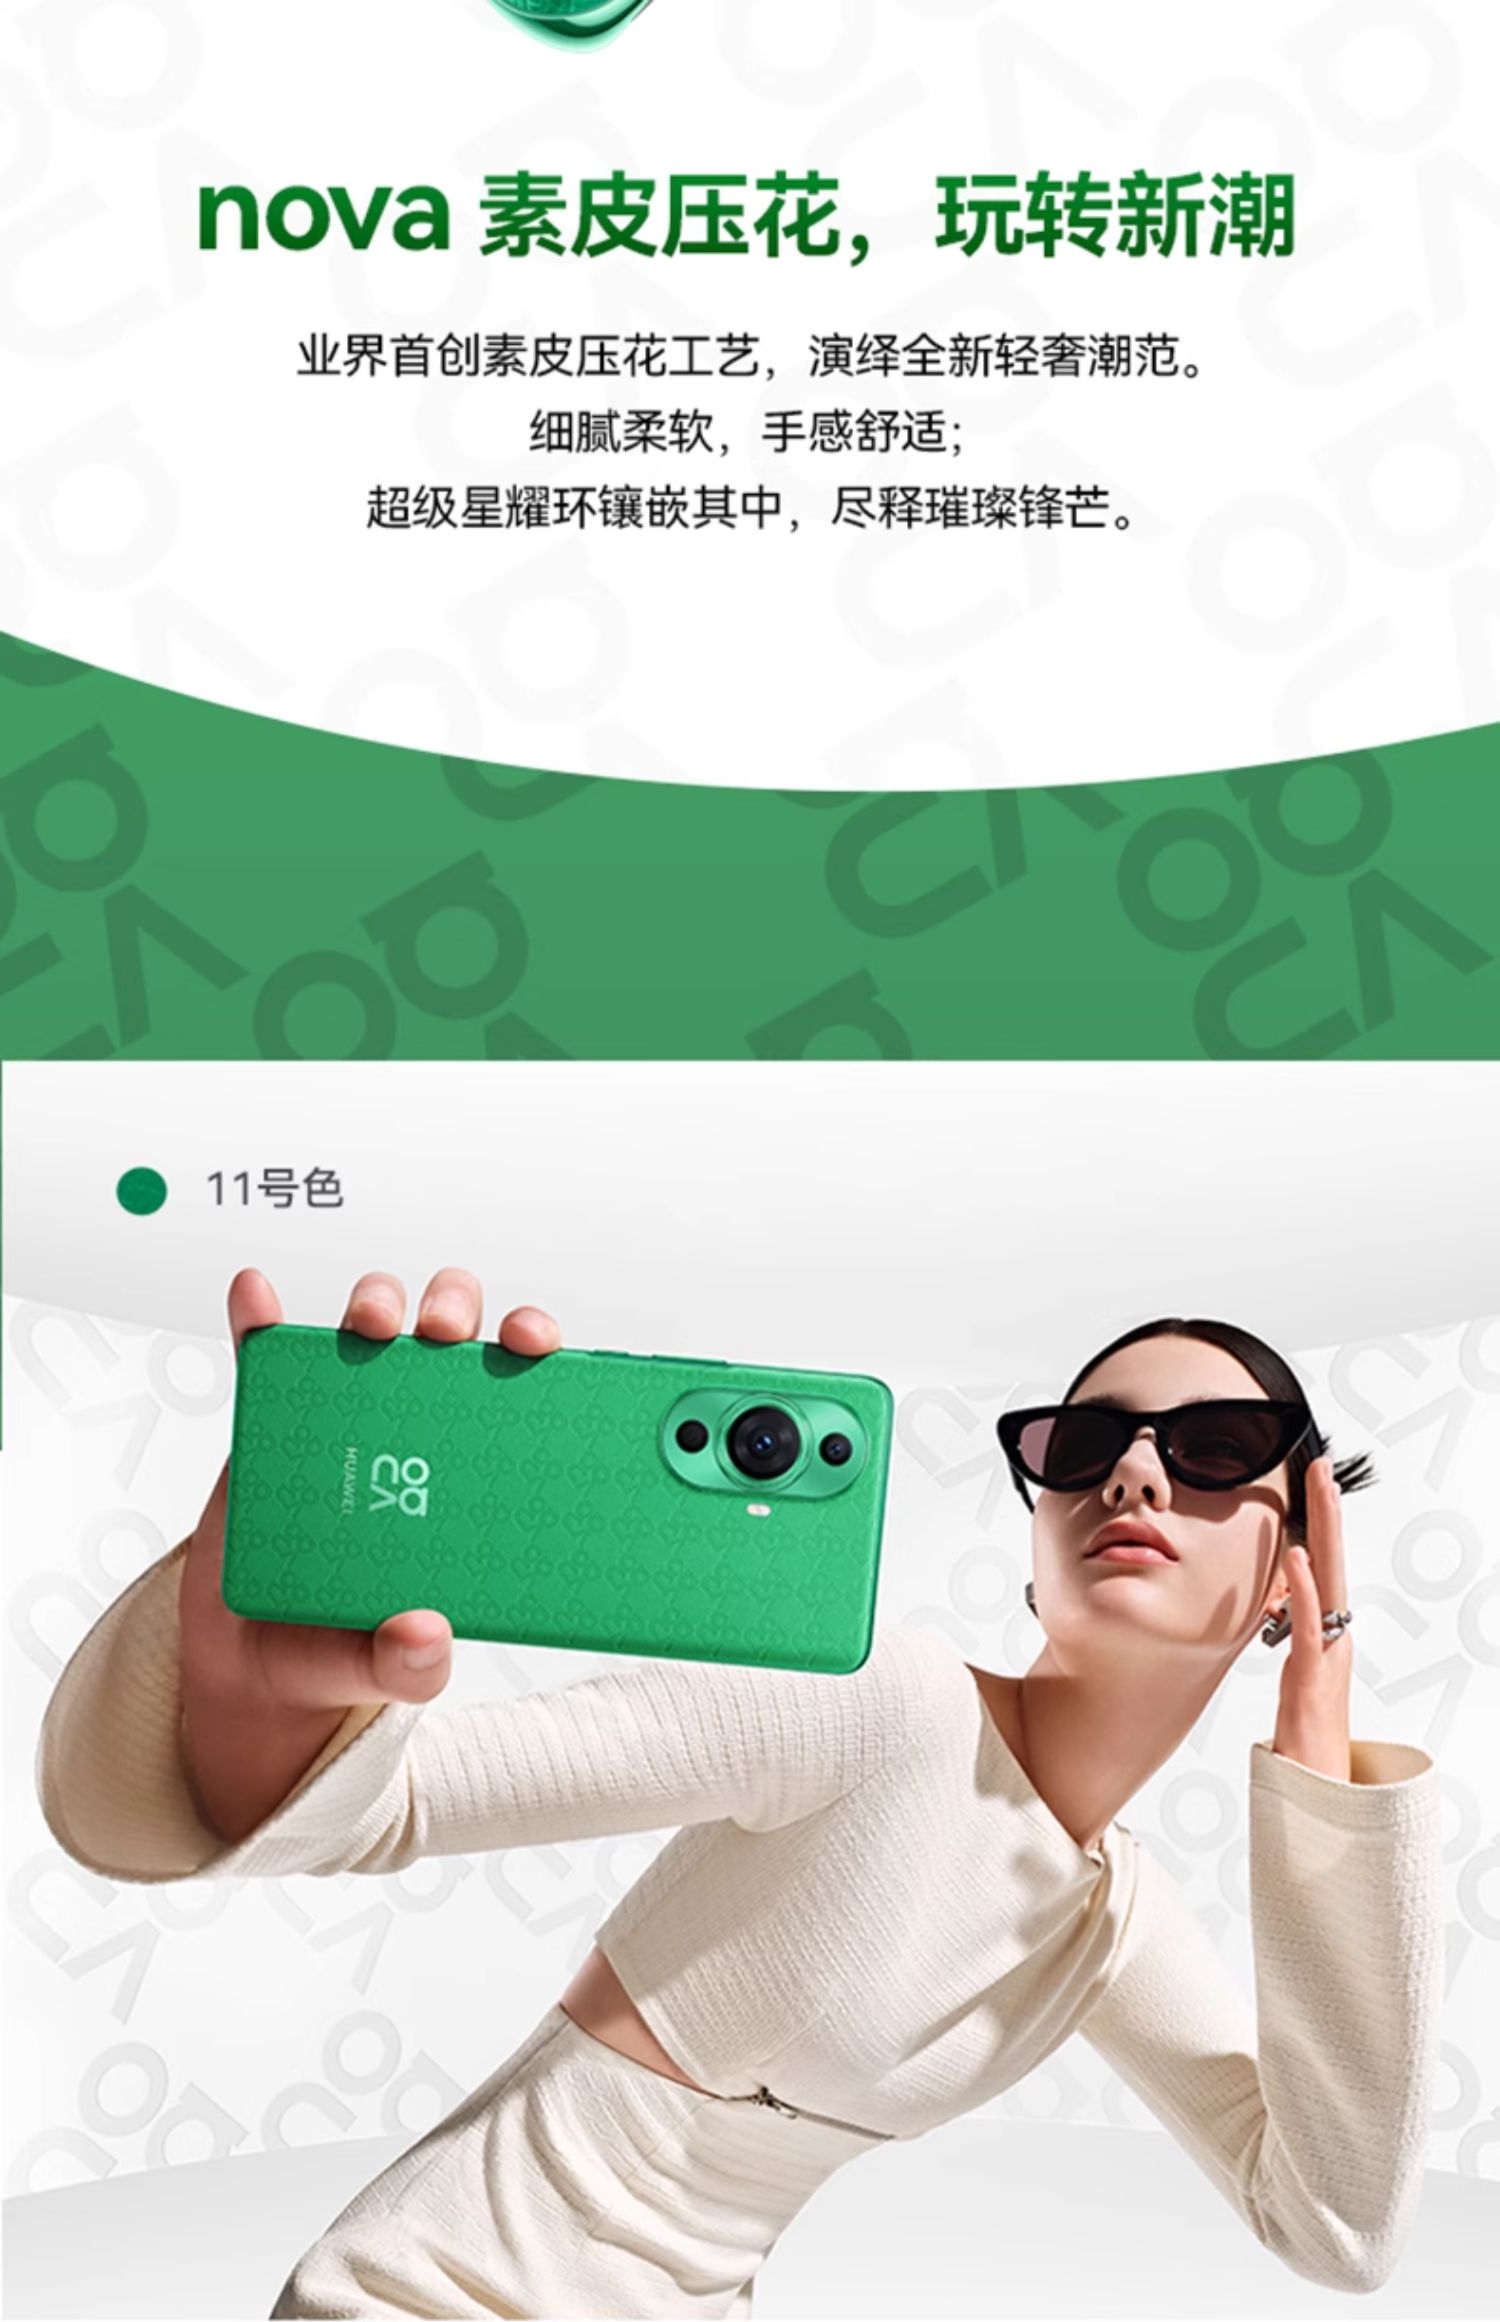 nova 素皮压花，玩转新潮
业界首创素皮压花工艺，演绎全新轻奢潮范。
细腻柔软，手感舒适；
超级星耀环镶嵌其中，尽释璀璨锋芒。
11号色
nova
HUAWEI